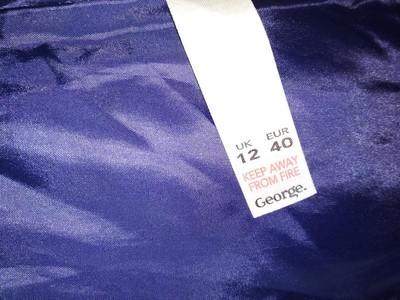 UK EUR
12 40
KEEP AWAY
FROM FIRE
George.